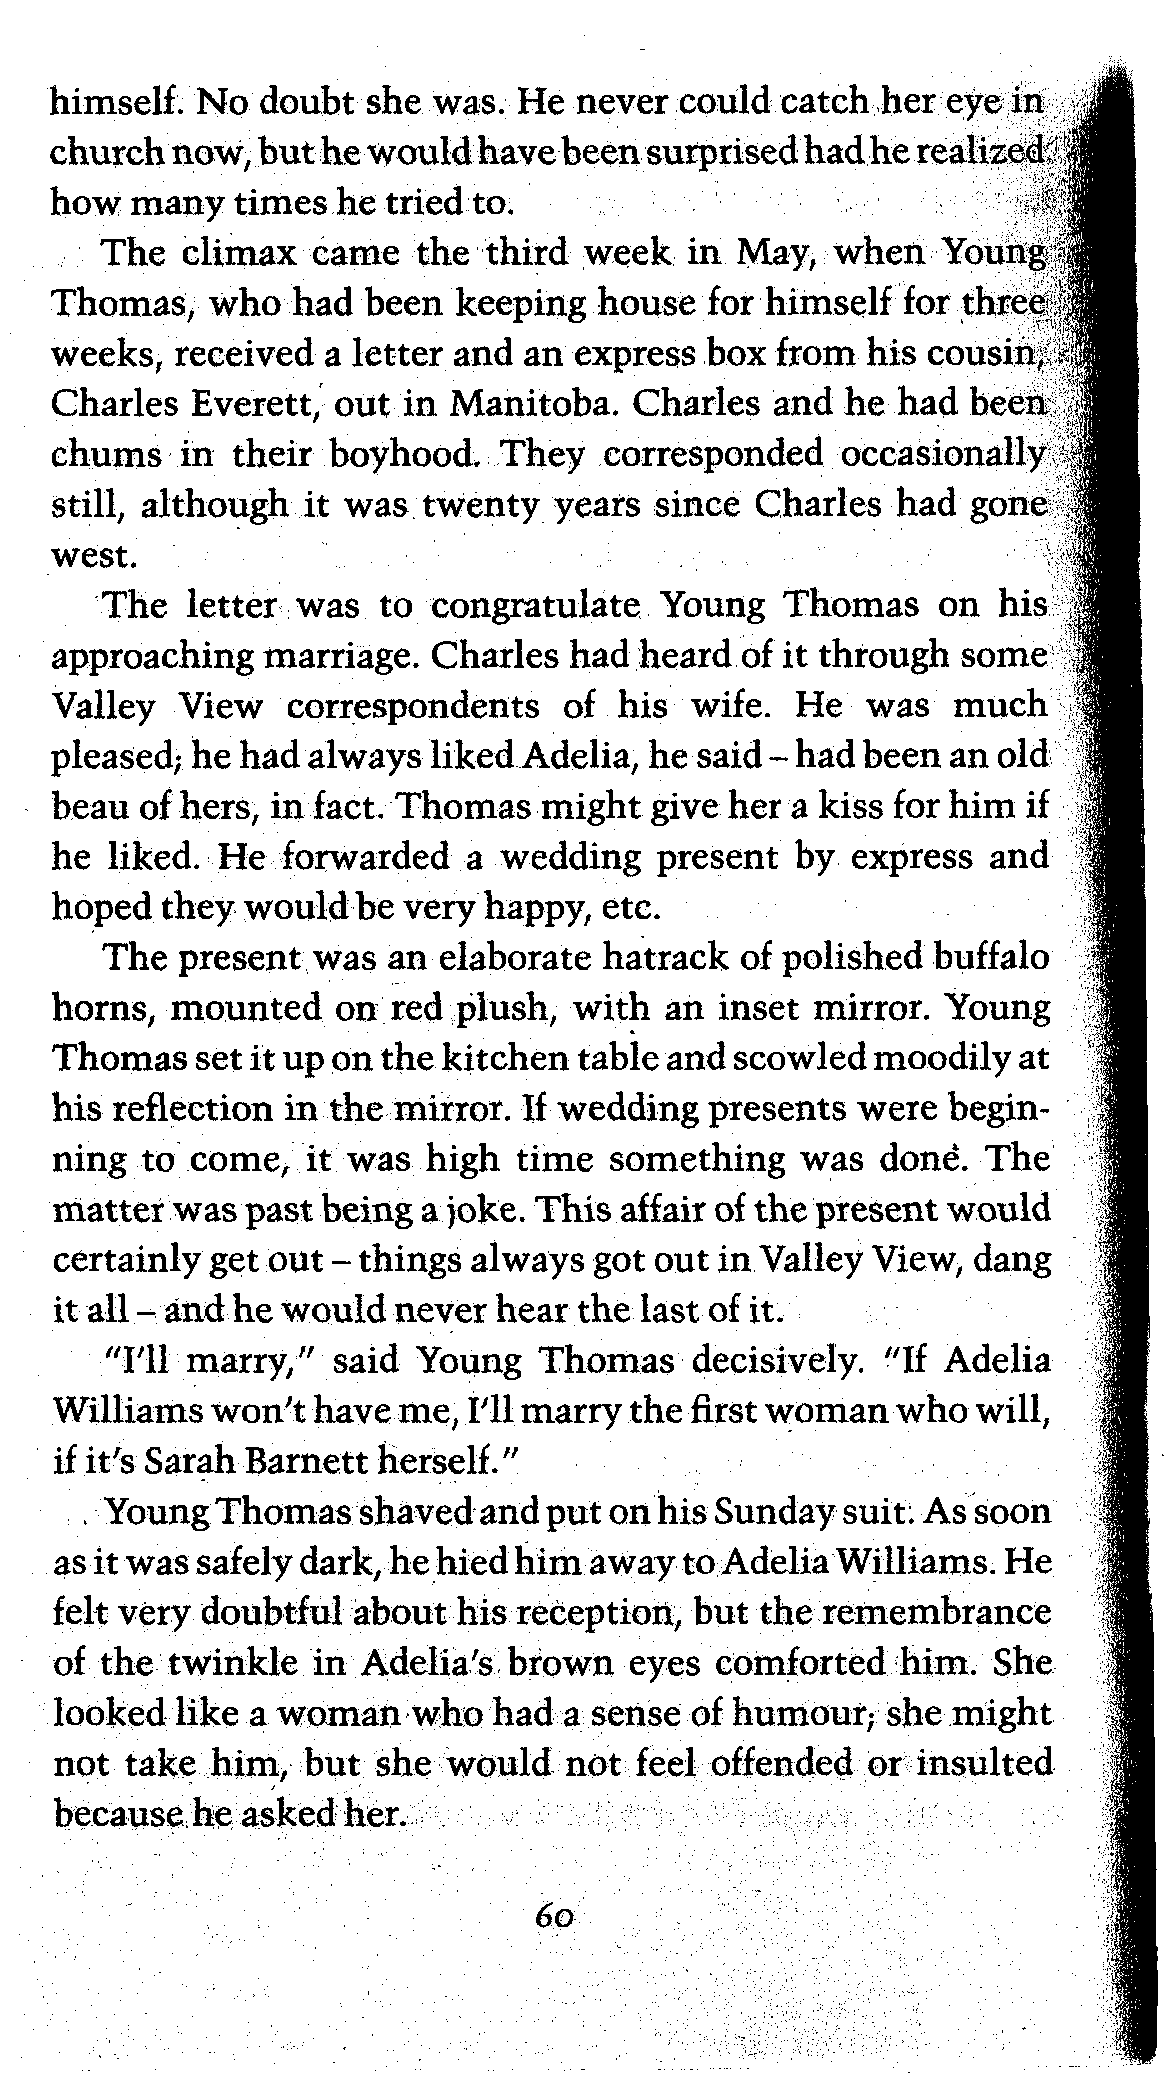 himself. No doubt she was. He never could catch her eye in
church now, but he would have been surprised had he realized
how many times he tried to.
The climax came the third week in May, when Young
Thomas, who had been keeping house for himself for three
weeks, received a letter and an express box from his cousin,
Charles Everett, out in Manitoba. Charles and he had been
chums in their boyhood. They corresponded occasionally
still, although it was twenty years since Charles had gone
west.
The letter was to congratulate Young Thomas on his
approaching marriage. Charles had heard of it through some
Valley View correspondents of his wife. He was much
pleased; he had always liked Adelia, he said – had been an old
beau of hers, in fact. Thomas might give her a kiss for him if
he liked. He forwarded a wedding present by express and
hoped they would be very happy, etc.
The present was an elaborate hatrack of polished buffalo
horns, mounted on red plush, with an inset mirror. Young
Thomas set it up on the kitchen table and scowled moodily at
his reflection in the mirror. If wedding presents were begin-
ning to come, it was high time something was done. The
matter was past being a joke. This affair of the present would
certainly get out – things always got out in Valley View, dang
it all – and he would never hear the last of it.
"I'll marry," said Young Thomas decisively. "If Adelia
Williams won't have me, I'll marry the first woman who will,
if it's Sarah Barnett herself."
Young Thomas shaved and put on his Sunday suit. As soon
as it was safely dark, he hied him away to Adelia Williams. He
felt very doubtful about his reception, but the remembrance
of the twinkle in Adelia's brown eyes comforted him. She
looked like a woman who had a sense of humour; she might
not take him, but she would not feel offended or insulted
because he asked her.
60